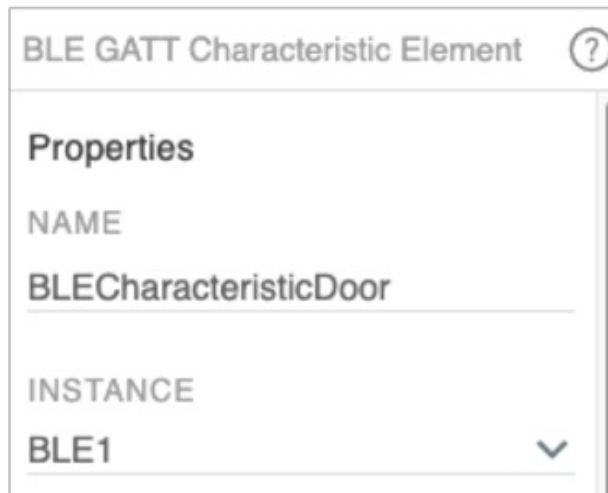 BLE GATT Characteristic Element ?
Properties
NAME
BLECharacteristicDoor
INSTANCE
BLE1